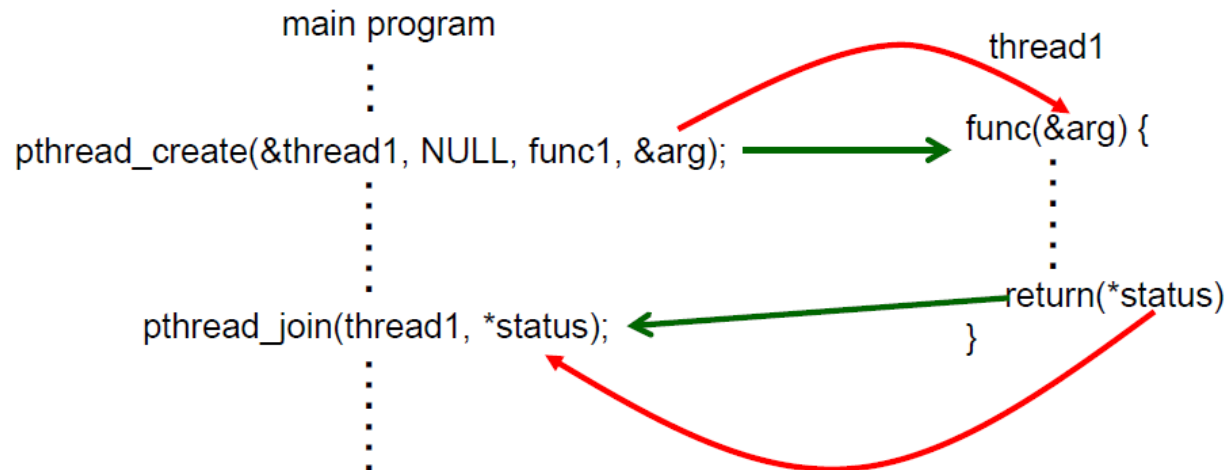 main program
thread1
pthread_create(&thread1, NULL, func1, &arg);
func(&arg) {
return(*status)
pthread_join(thread1, *status);
}